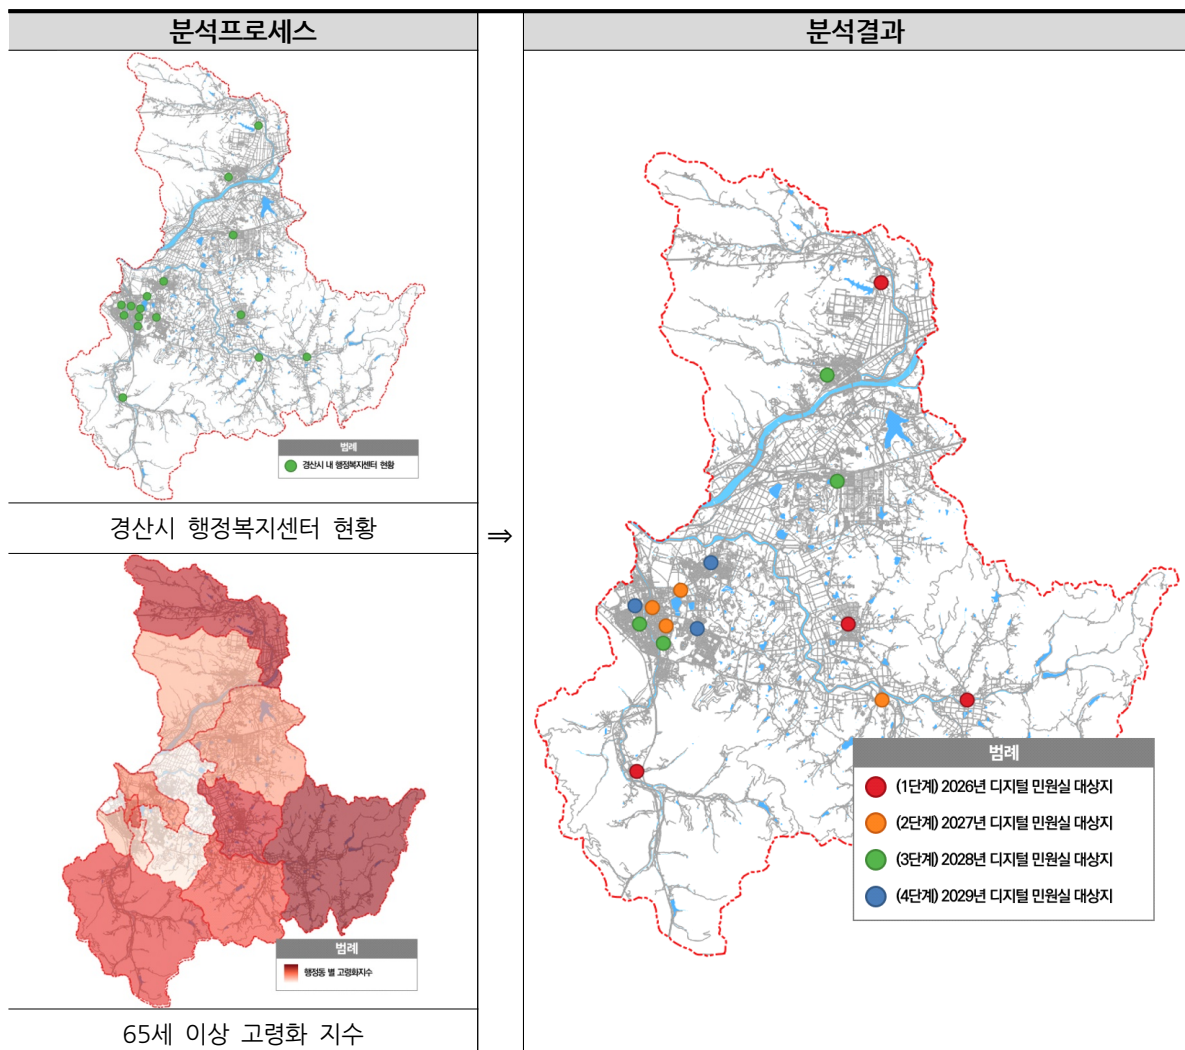 분석프로세스
분석결과
범례
경산시 내 행정복지센터 현황
경산시 행정복지센터 현황
⇒
범례
행정동 별 고령화지수
65세 이상 고령화 지수
범례
(1단계) 2026년 디지털 민원실 대상지
(2단계) 2027년 디지털 민원실 대상지
(3단계) 2028년 디지털 민원실 대상지
(4단계) 2029년 디지털 민원실 대상지